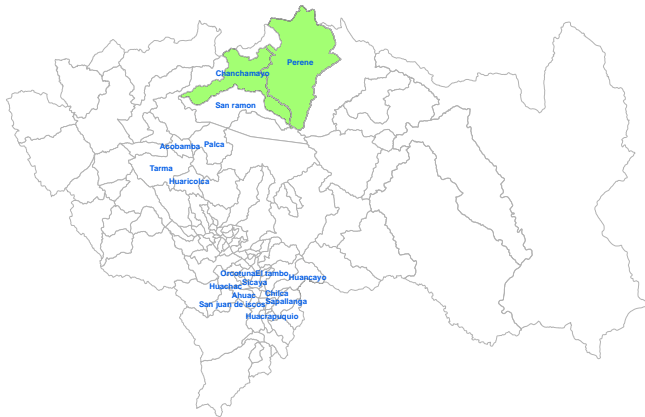 Perene
Chanchamayo
San ramon
Acobamba
Palca
Tarma
Huaricolca
Orcotuna
El tambo
Huancayo
Sicaya
Huachac
Ahuac
Chilca
San juan de iscos
Sapallanga
Huacrapuquio